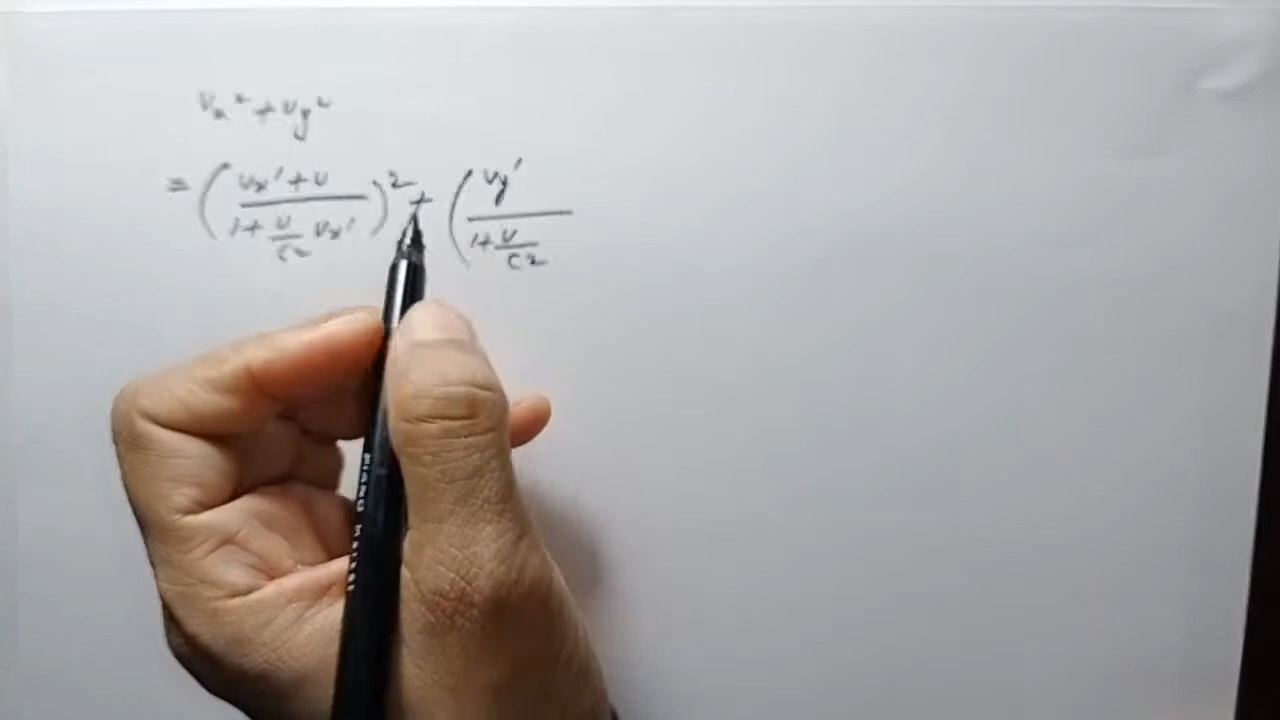 vx² + vy²
= ( (vx' + v) / (1 + v/c² vx') )² + ( vy' / (1 + v/c²